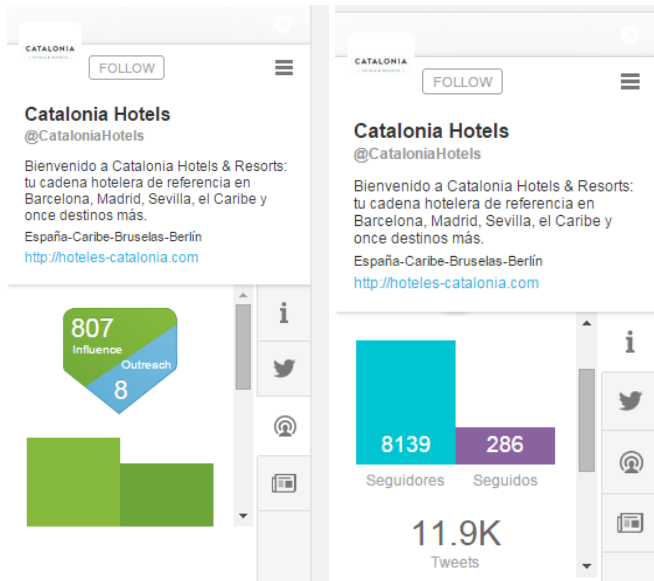 CATALONIA
FOLLOW
Catalonia Hotels
@CataloniaHotels
Bienvenido a Catalonia Hotels & Resorts:
tu cadena hotelera de referencia en
Barcelona, Madrid, Sevilla, el Caribe y
once destinos más.
España-Caribe-Bruselas-Berlín
http://hoteles-catalonia.com
807
Influence
Outreach
8
CATALONIA
FOLLOW
Catalonia Hotels
@CataloniaHotels
Bienvenido a Catalonia Hotels & Resorts:
tu cadena hotelera de referencia en
Barcelona, Madrid, Sevilla, el Caribe y
once destinos más.
España-Caribe-Bruselas-Berlín
http://hoteles-catalonia.com
8139 286
Seguidores Seguidos
11.9K
Tweets